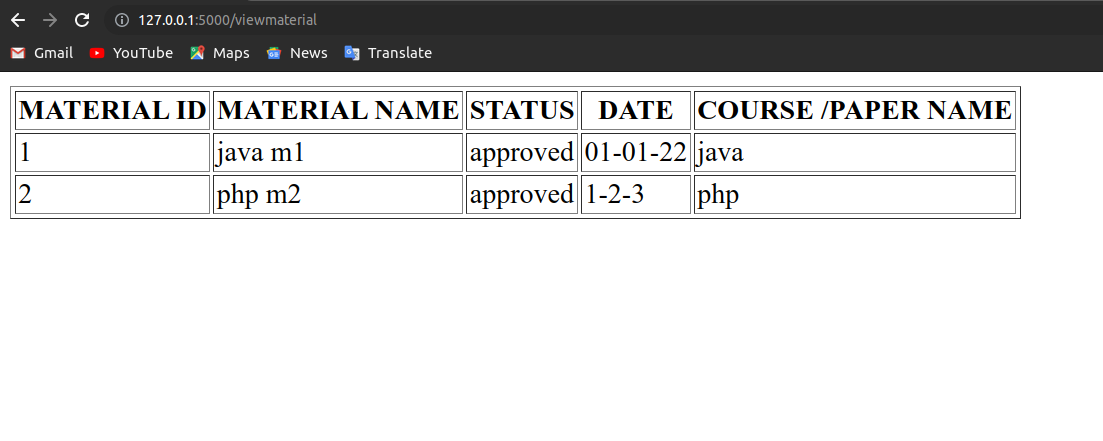 127.0.0.1:5000/viewmaterial
Gmail YouTube Maps News Translate
MATERIAL ID MATERIAL NAME STATUS DATE COURSE /PAPER NAME
1 java m1 approved 01-01-22 java
2 php m2 approved 1-2-3 php